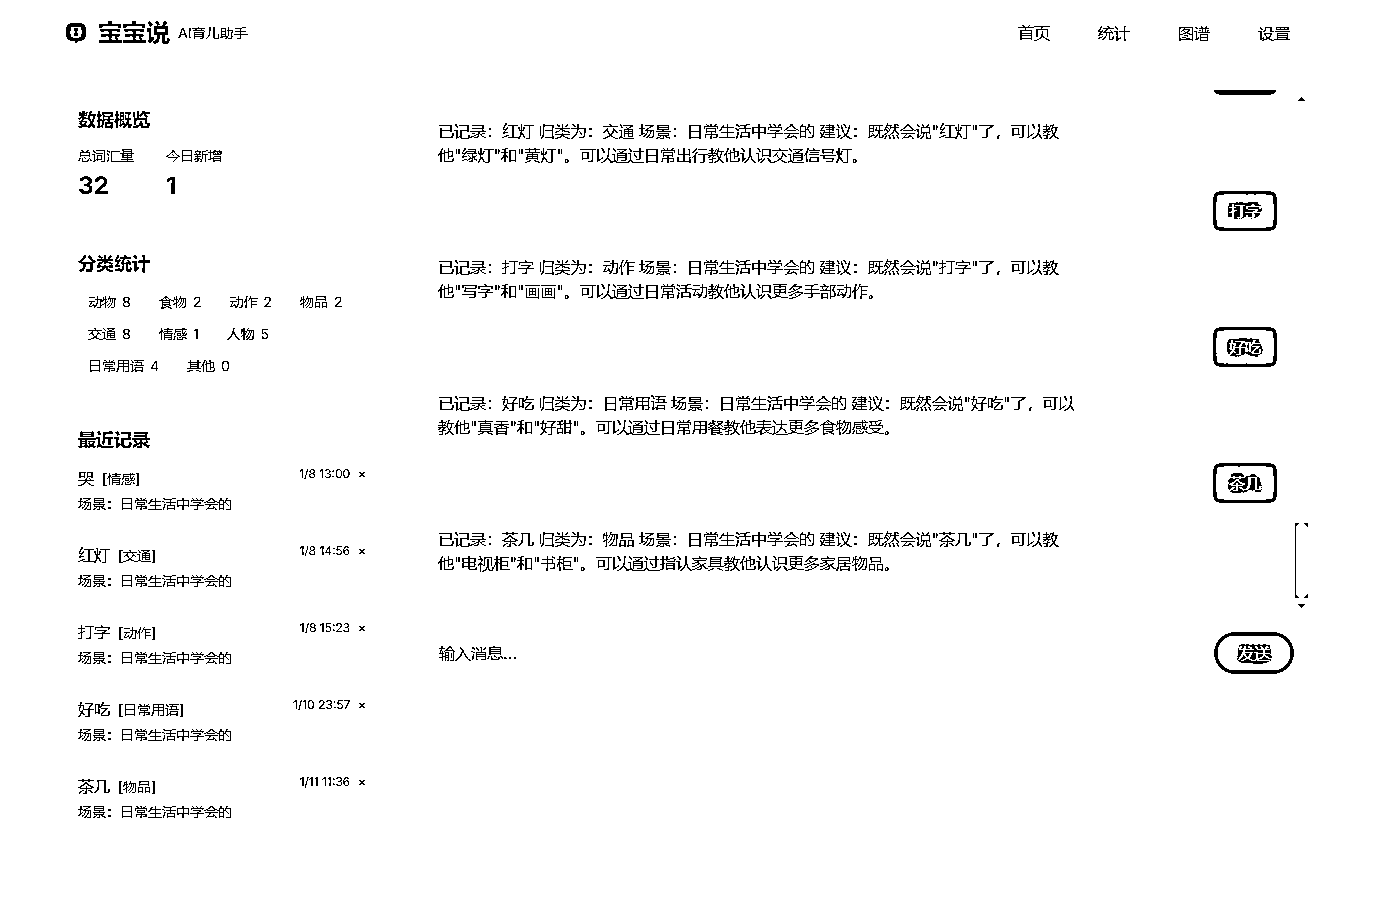 宝宝说 AI育儿助手
首页 统计 图谱 设置
数据概览
总词汇量 今日新增
32 1
分类统计
动物 8 食物 2 动作 2 物品 2
交通 8 情感 1 人物 5
日常用语 4 其他 0
最近记录
哭 [情感] 1/8 13:00 ×
场景：日常生活中学会的
红灯 [交通] 1/8 14:56 ×
场景：日常生活中学会的
打字 [动作] 1/8 15:23 ×
场景：日常生活中学会的
好吃 [日常用语] 1/10 23:57 ×
场景：日常生活中学会的
茶几 [物品] 1/11 11:36 ×
场景：日常生活中学会的
已记录：红灯 归类为：交通 场景：日常生活中学会的 建议：既然会说"红灯"了，可以教
他"绿灯"和"黄灯"。可以通过日常出行教他认识交通信号灯。
打字
已记录：打字 归类为：动作 场景：日常生活中学会的 建议：既然会说"打字"了，可以教
他"写字"和"画画"。可以通过日常活动教他认识更多手部动作。
好吃
已记录：好吃 归类为：日常用语 场景：日常生活中学会的 建议：既然会说"好吃"了，可以
教他"真香"和"好甜"。可以通过日常用餐教他表达更多食物感受。
茶几
已记录：茶几 归类为：物品 场景：日常生活中学会的 建议：既然会说"茶几"了，可以教
他"电视柜"和"书柜"。可以通过指认家具教他认识更多家居物品。
输入消息...
发送